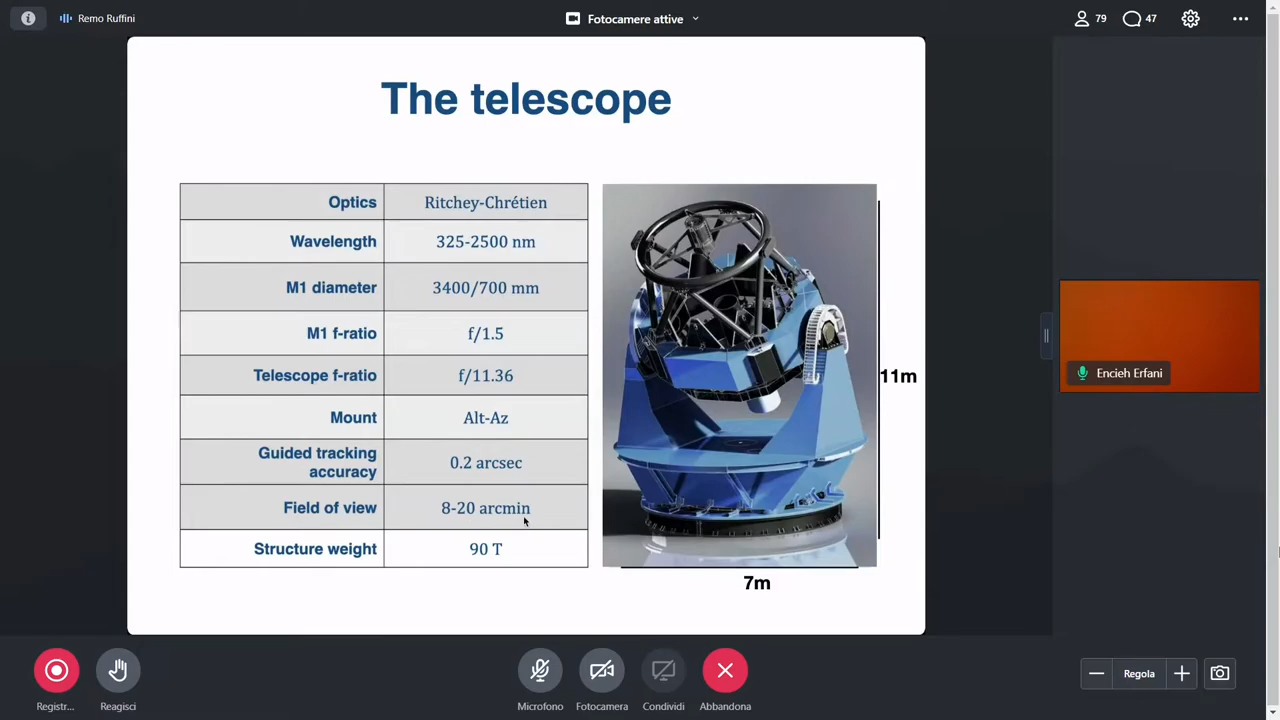 Remo Ruffini
Fotocamere attive
79
47
The telescope
Optics Ritchey-Chrétien
Wavelength 325-2500 nm
M1 diameter 3400/700 mm
M1 f-ratio f/1.5
Telescope f-ratio f/11.36
Mount Alt-Az
Guided tracking
accuracy 0.2 arcsec
Field of view 8-20 arcmin
Structure weight 90 T
11m
7m
Encieh Erfani
Registr...
Reagisci
Microfono
Fotocamera
Condividi
Abbandona
Regola